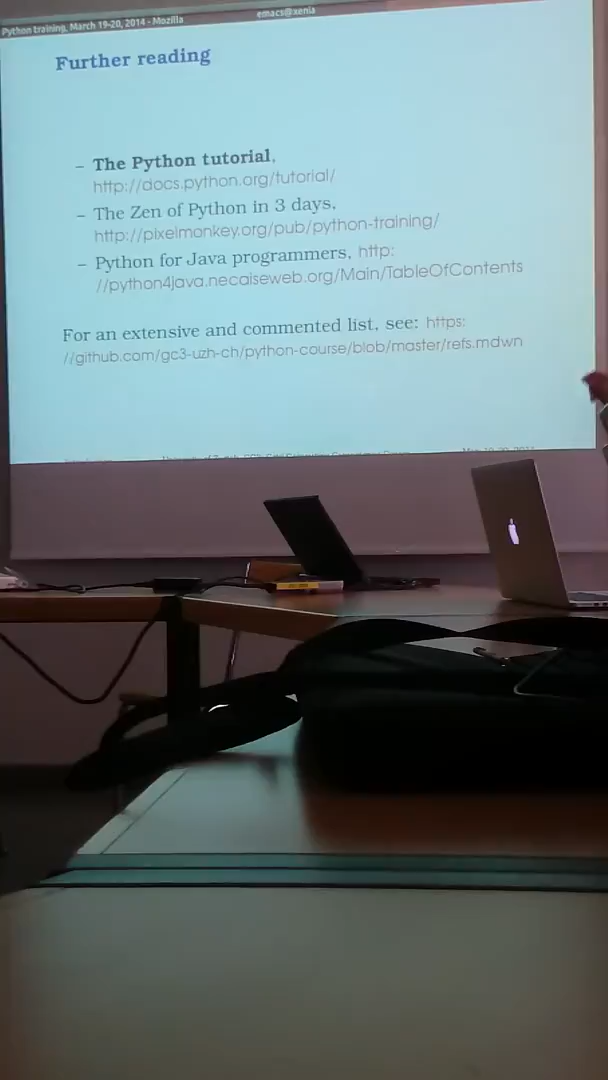 Python training, March 19-20, 2014 - Mozilla
emacs@xenia
Further reading
– The Python tutorial,
http://docs.python.org/tutorial/
– The Zen of Python in 3 days,
http://pixelmonkey.org/pub/python-training/
– Python for Java programmers, http:
//python4java.necaiseweb.org/Main/TableOfContents
For an extensive and commented list, see: https:
//github.com/gc3-uzh-ch/python-course/blob/master/refs.mdwn